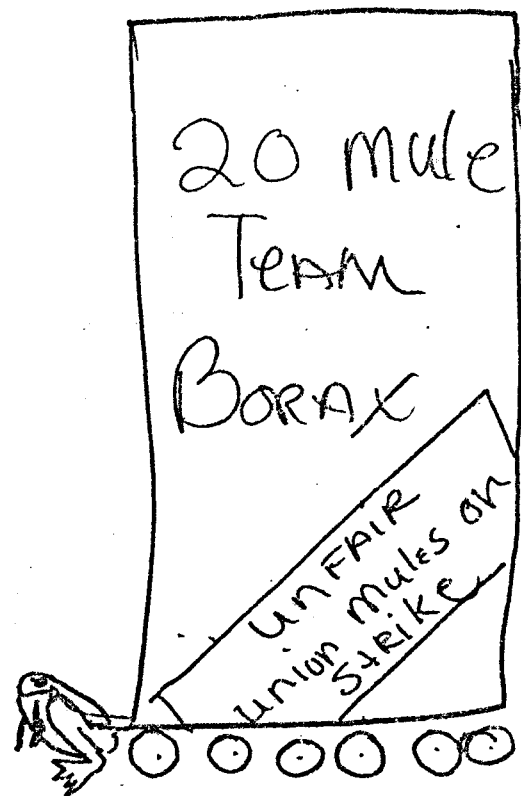 20 mule
TEAM
BORAX
UNFAIR
union mules on
STRIKE